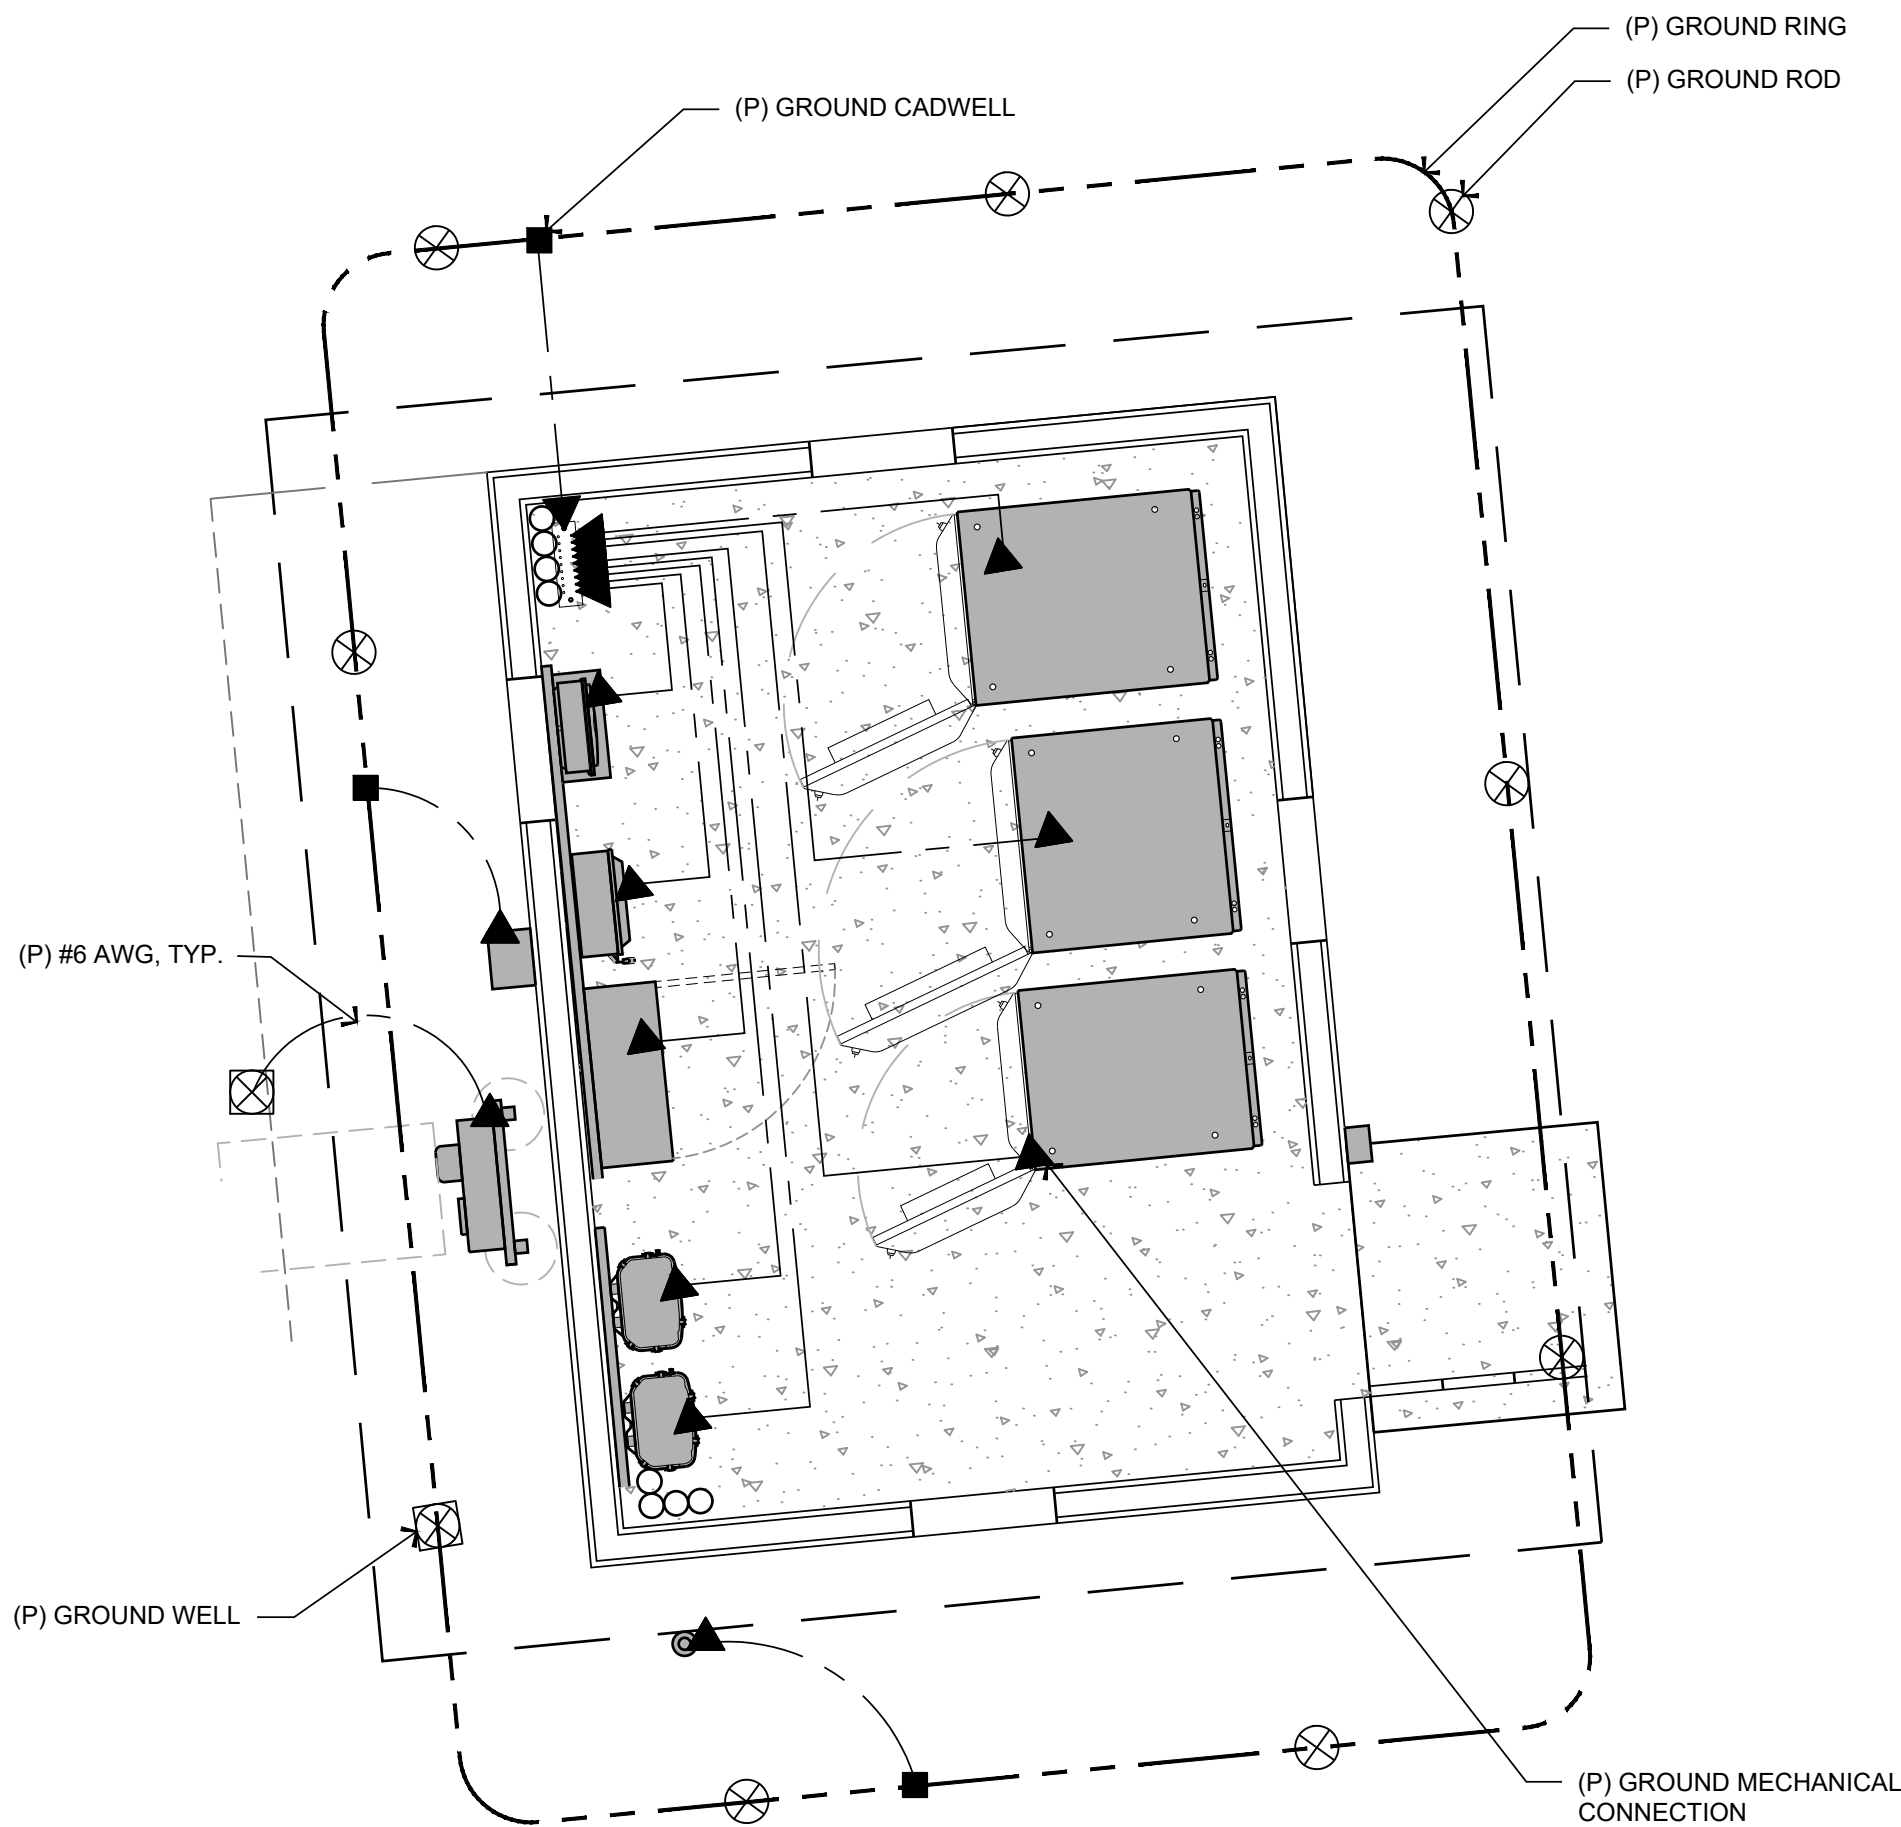 (P) GROUND RING
(P) GROUND ROD
(P) GROUND CADWELL
(P) #6 AWG, TYP.
(P) GROUND WELL
(P) GROUND MECHANICAL
CONNECTION